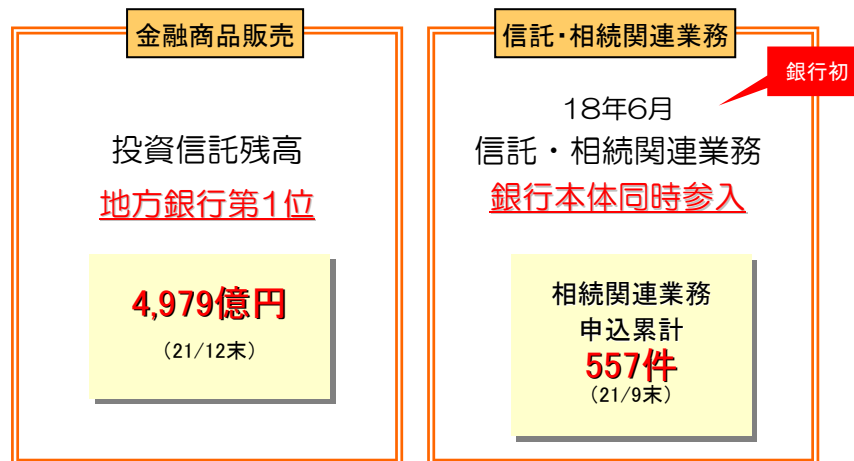 金融商品販売
投資信託残高
地方銀行第1位
4,979億円
（21/12末）
信託・相続関連業務
銀行初
18年6月
信託・相続関連業務
銀行本体同時参入
相続関連業務
申込累計
557件
（21/9末）